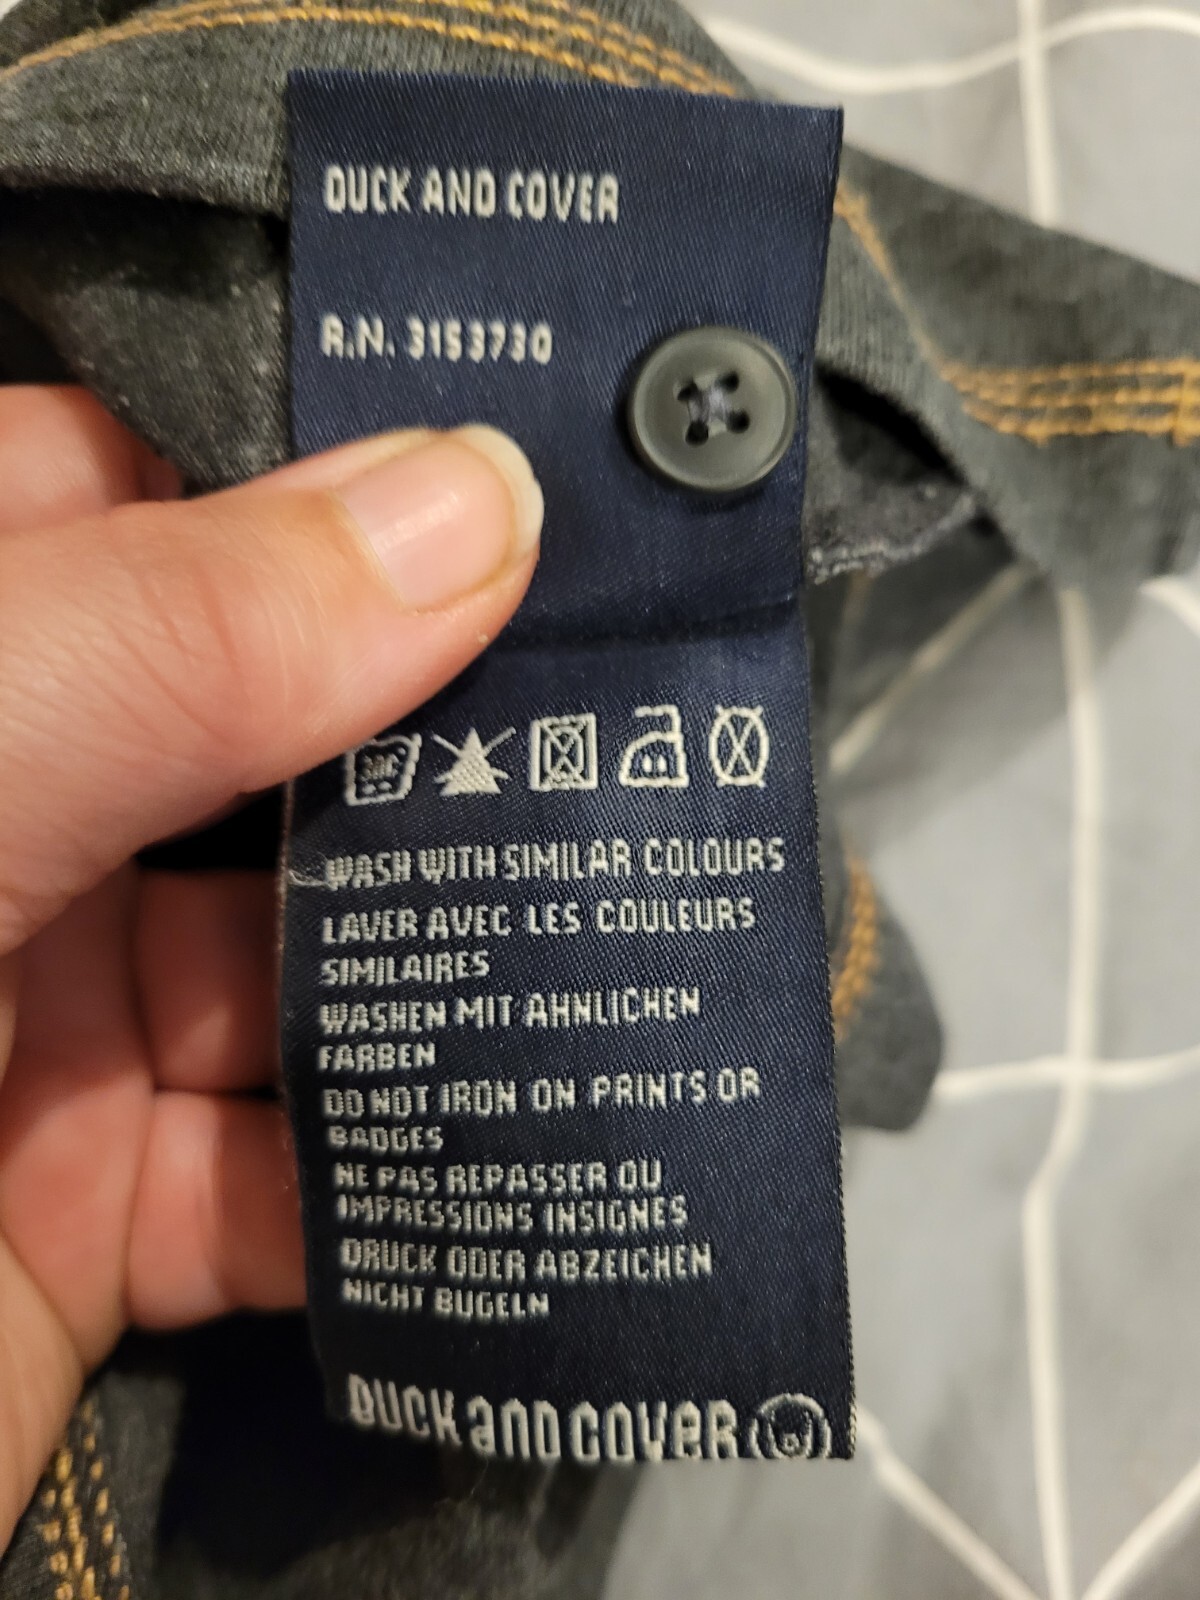 DUCK AND COVER
R.N. 3153730
30C
WASH WITH SIMILAR COLOURS
LAVER AVEC LES COULEURS
SIMILAIRES
WASHEN MIT AHNLICHEN
FARBEN
DO NOT IRON ON PRINTS OR
BADGES
NE PAS REPASSER OU
IMPRESSIONS INSIGNES
DRUCK ODER ABZEICHEN
NICHT BUGELN
DUCK and COVER